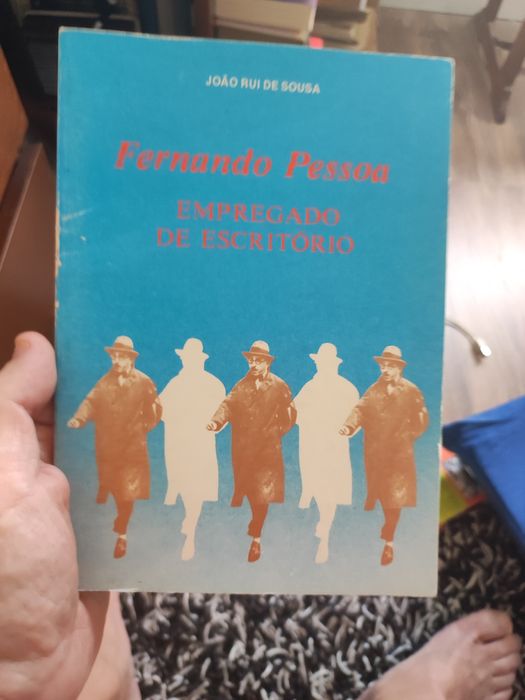 JOÃO RUI DE SOUSA
Fernando Pessoa
EMPREGADO
DE ESCRITÓRIO